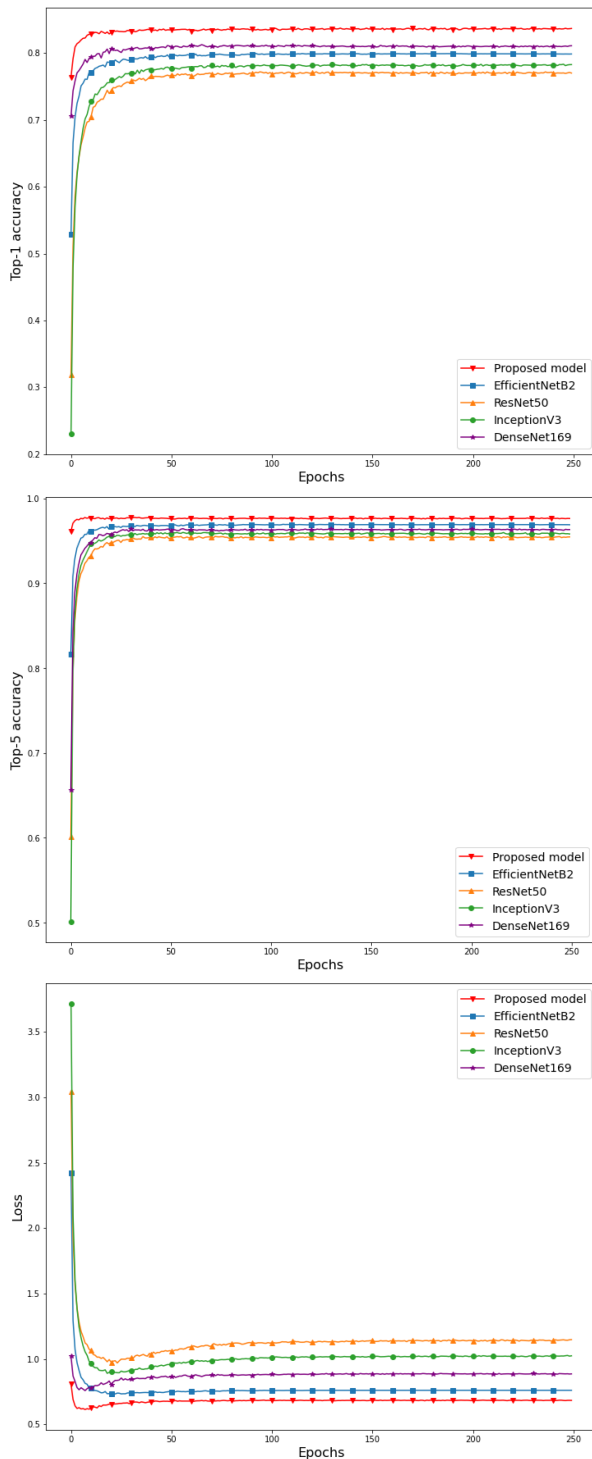 0.8
0.7
0.6
0.5
0.4
0.3
0.2
Top-1 accuracy
Proposed model
EfficientNetB2
ResNet50
InceptionV3
DenseNet169
0 50 100 150 200 250
Epochs
1.0
0.9
0.8
0.7
0.6
0.5
Top-5 accuracy
Proposed model
EfficientNetB2
ResNet50
InceptionV3
DenseNet169
0 50 100 150 200 250
Epochs
3.5
3.0
2.5
2.0
1.5
1.0
0.5
Loss
Proposed model
EfficientNetB2
ResNet50
InceptionV3
DenseNet169
0 50 100 150 200 250
Epochs